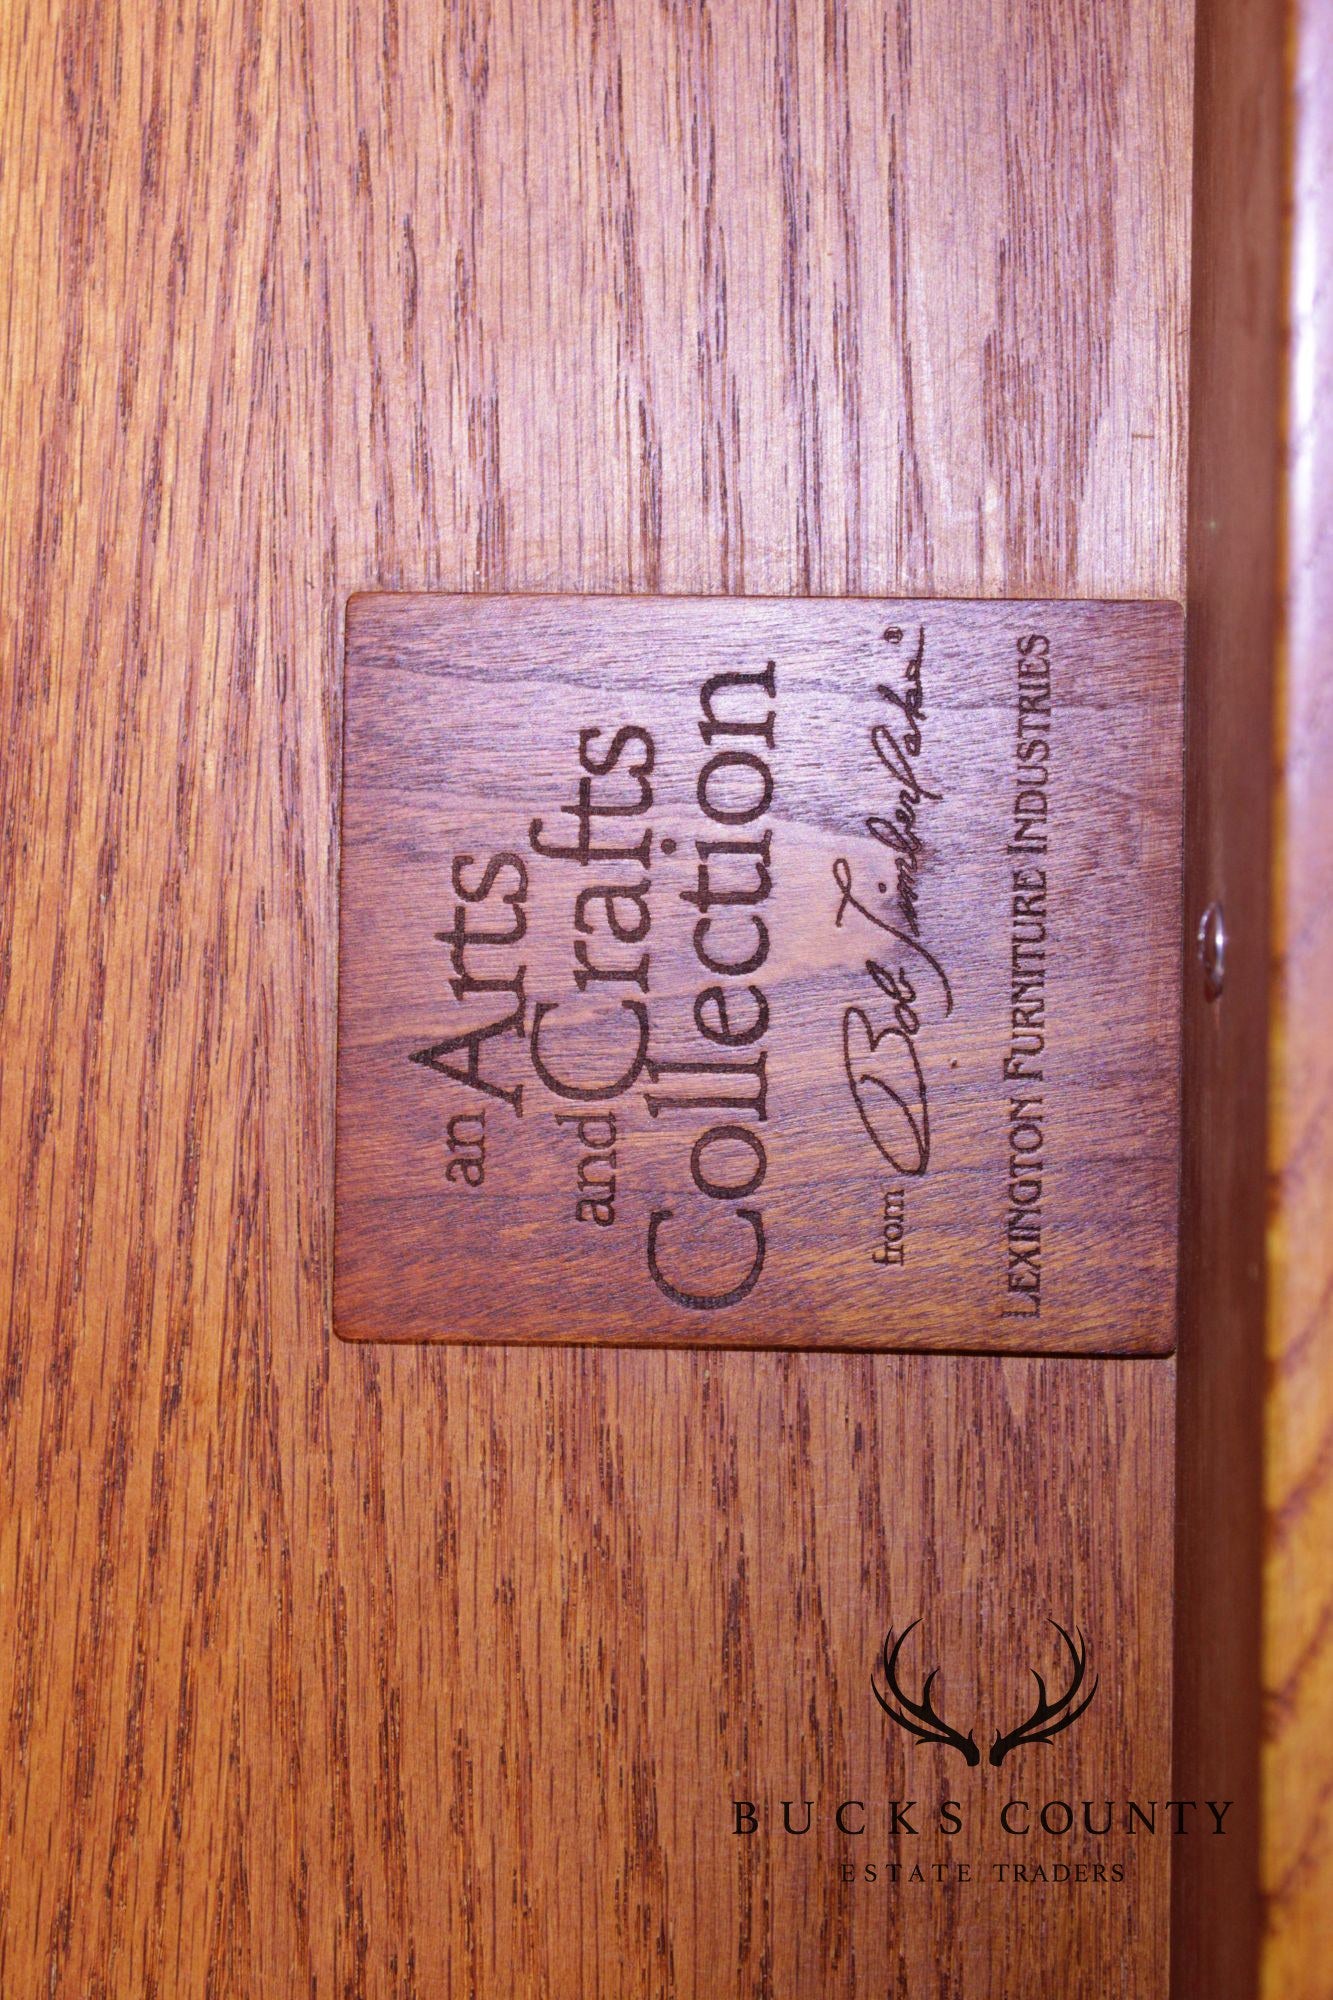 an Arts
and Crafts
Collection
from Bob Timberlake®
LEXINGTON FURNITURE INDUSTRIES
BUCKS COUNTY
ESTATE TRADERS